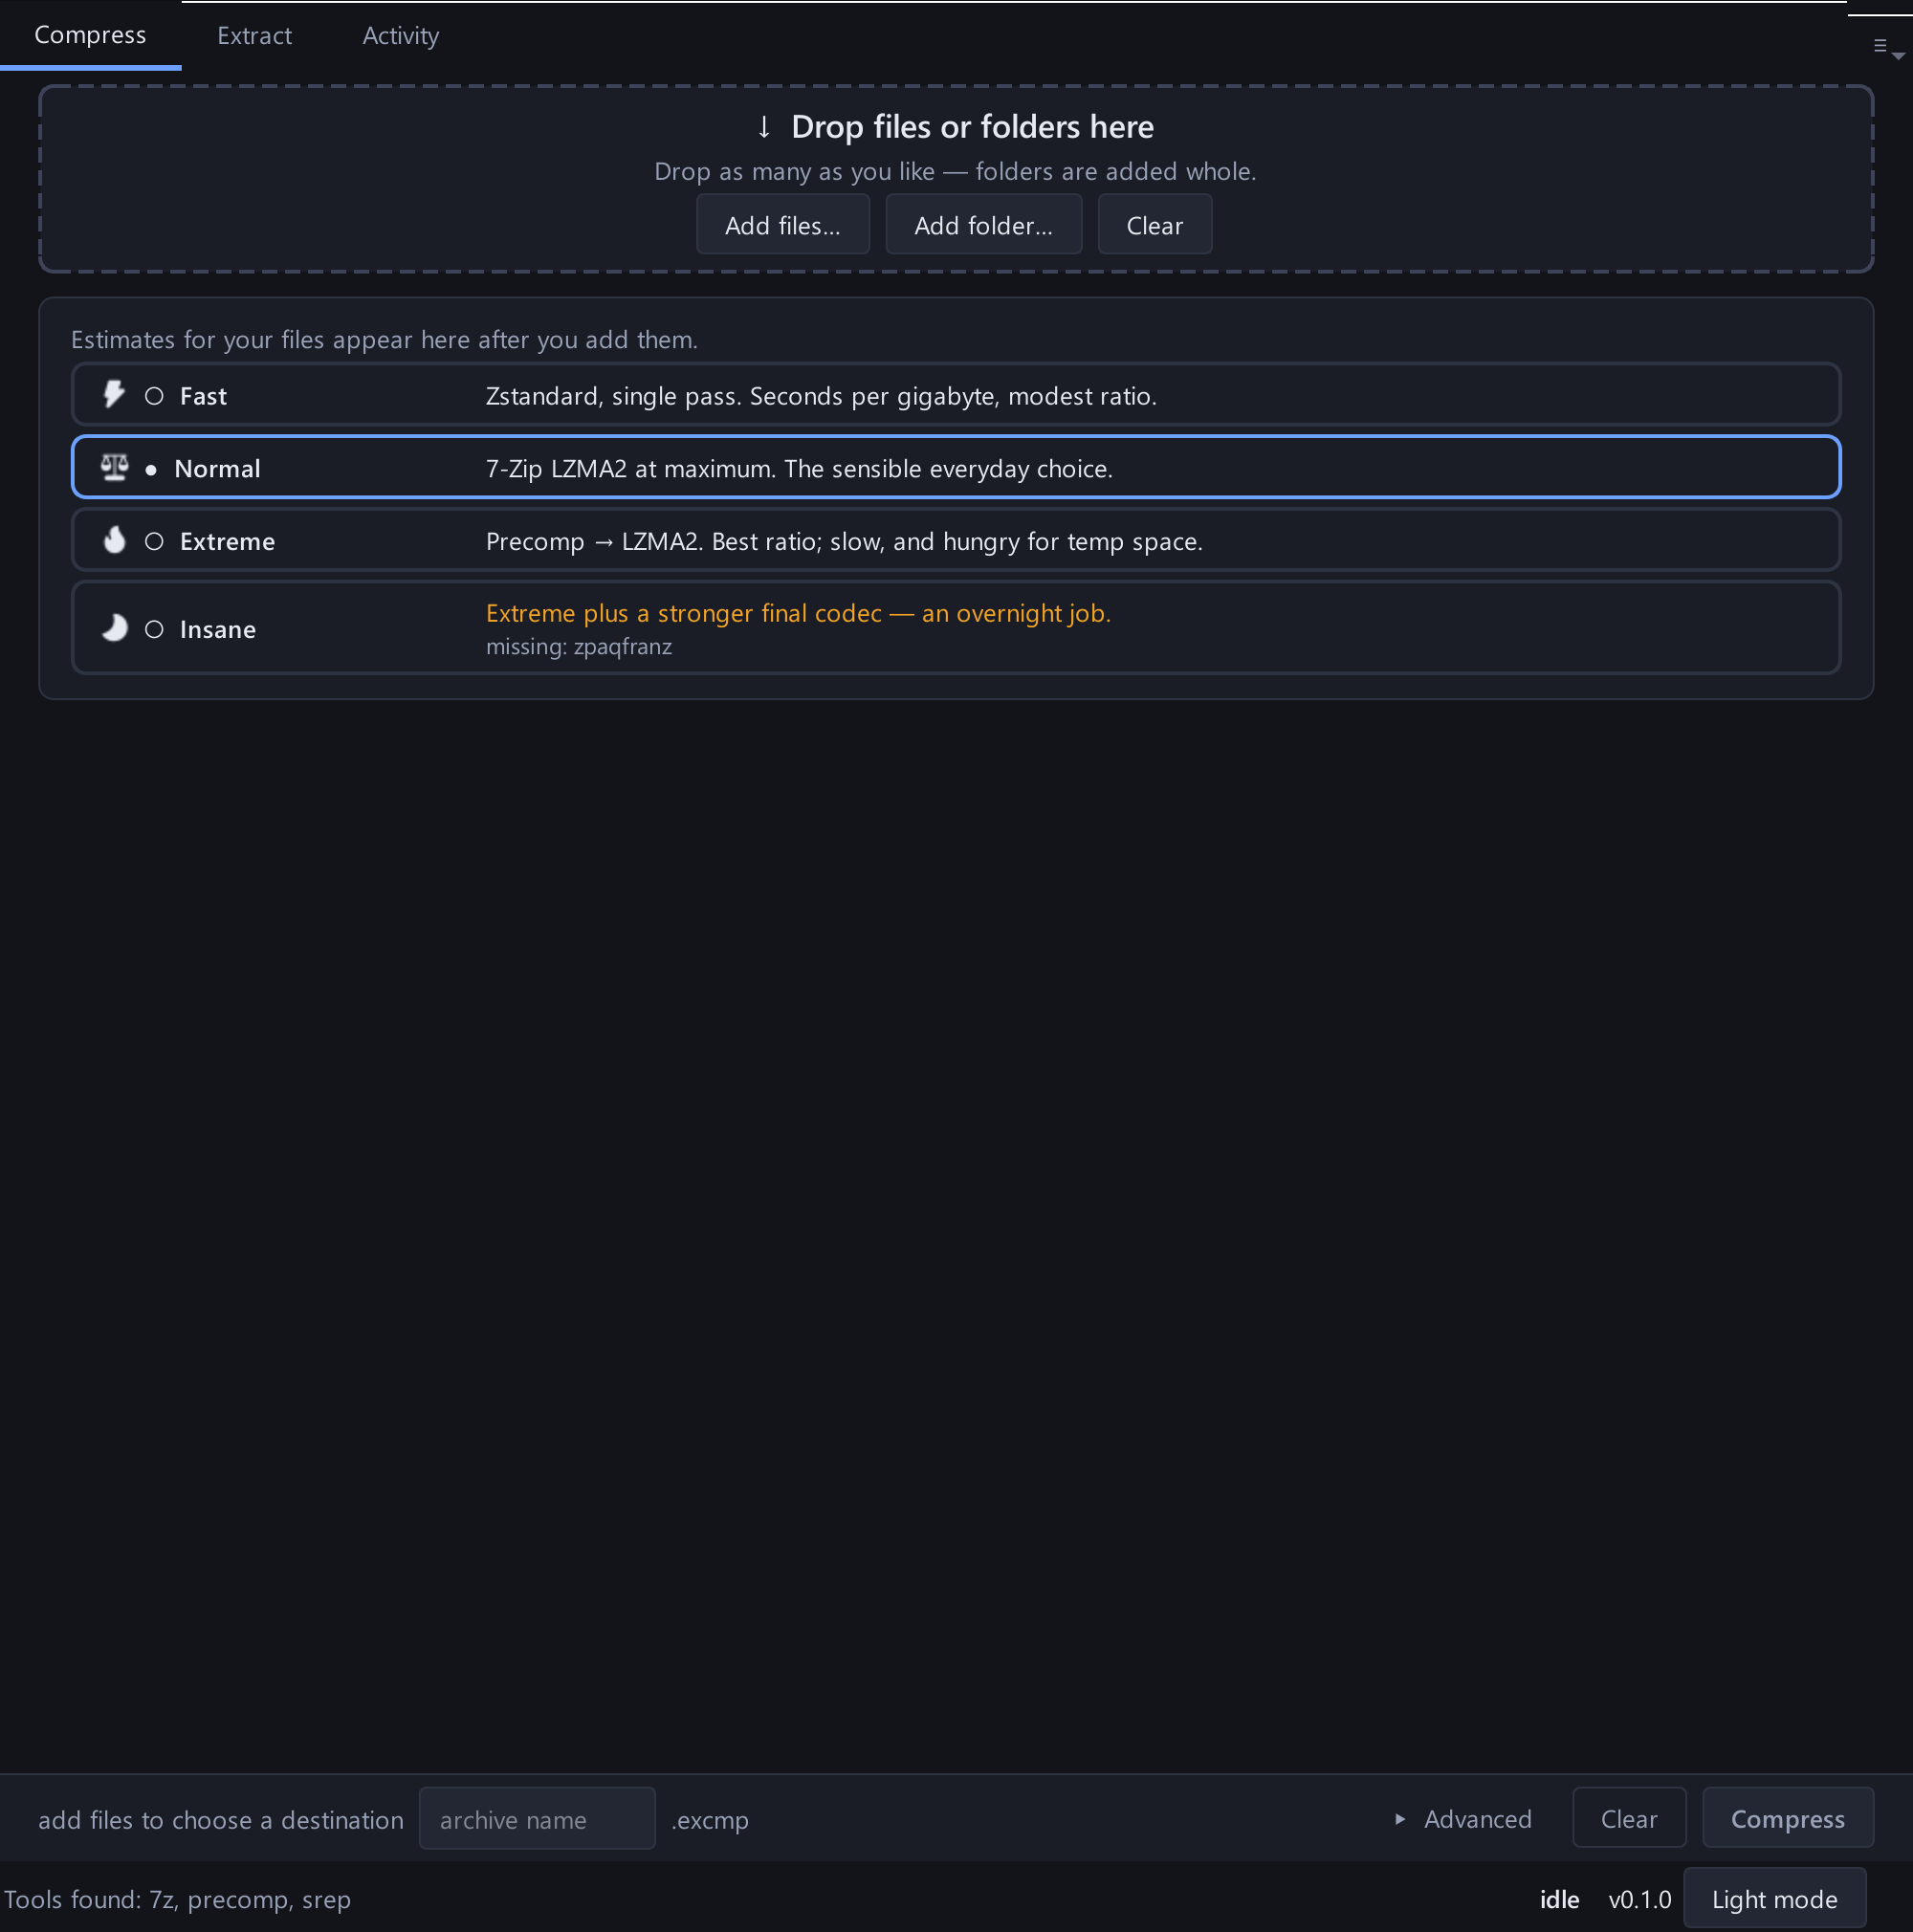 Compress Extract Activity
↓ Drop files or folders here
Drop as many as you like — folders are added whole.
Add files... Add folder... Clear
Estimates for your files appear here after you add them.
Fast Zstandard, single pass. Seconds per gigabyte, modest ratio.
Normal 7-Zip LZMA2 at maximum. The sensible everyday choice.
Extreme Precomp → LZMA2. Best ratio; slow, and hungry for temp space.
Insane Extreme plus a stronger final codec — an overnight job.
missing: zpaqfranz
add files to choose a destination archive name .excmp Advanced Clear Compress
Tools found: 7z, precomp, srep idle v0.1.0 Light mode